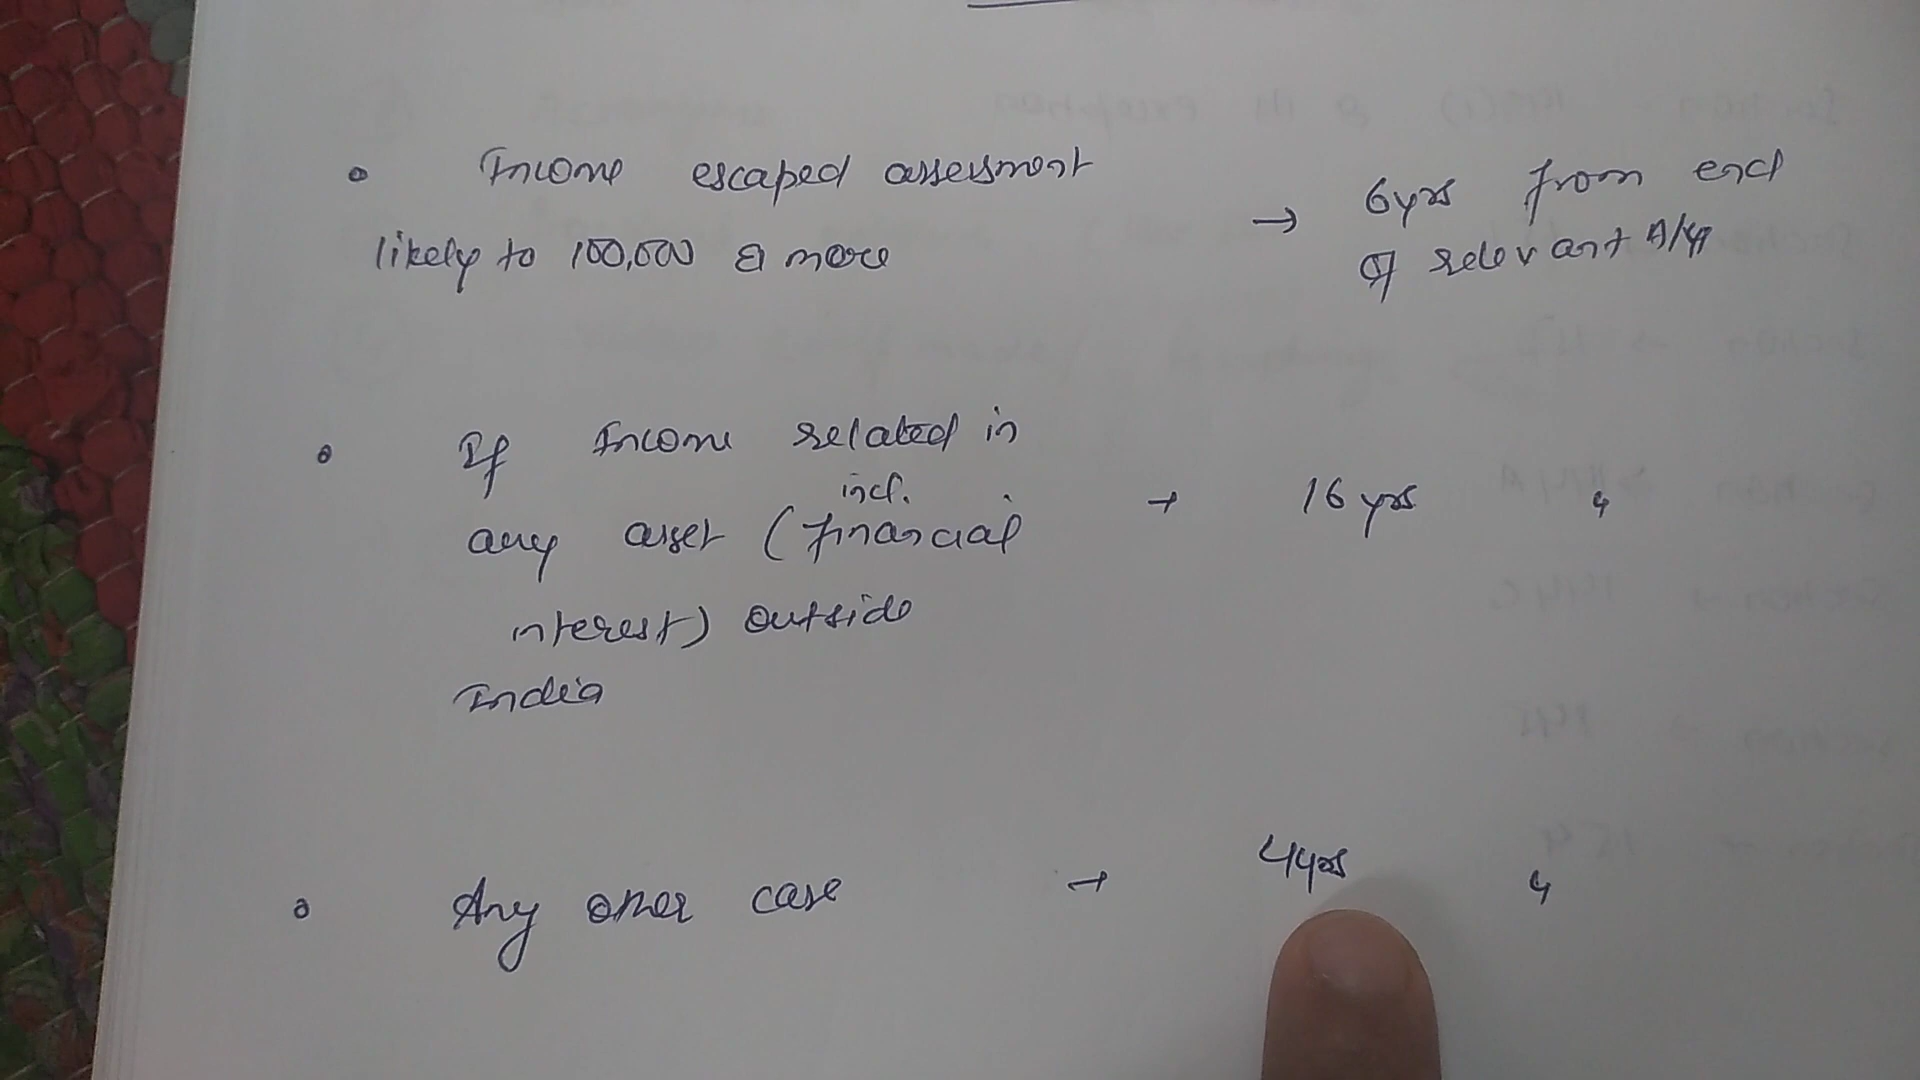 Income escaped assessment
likely to 100,000 & more
→ 6yrs from end
of relevant A/Y
If Income related in
incl.
any asset (financial
interest) outside
India
→ 16 yrs "
Any other case → 4yrs "